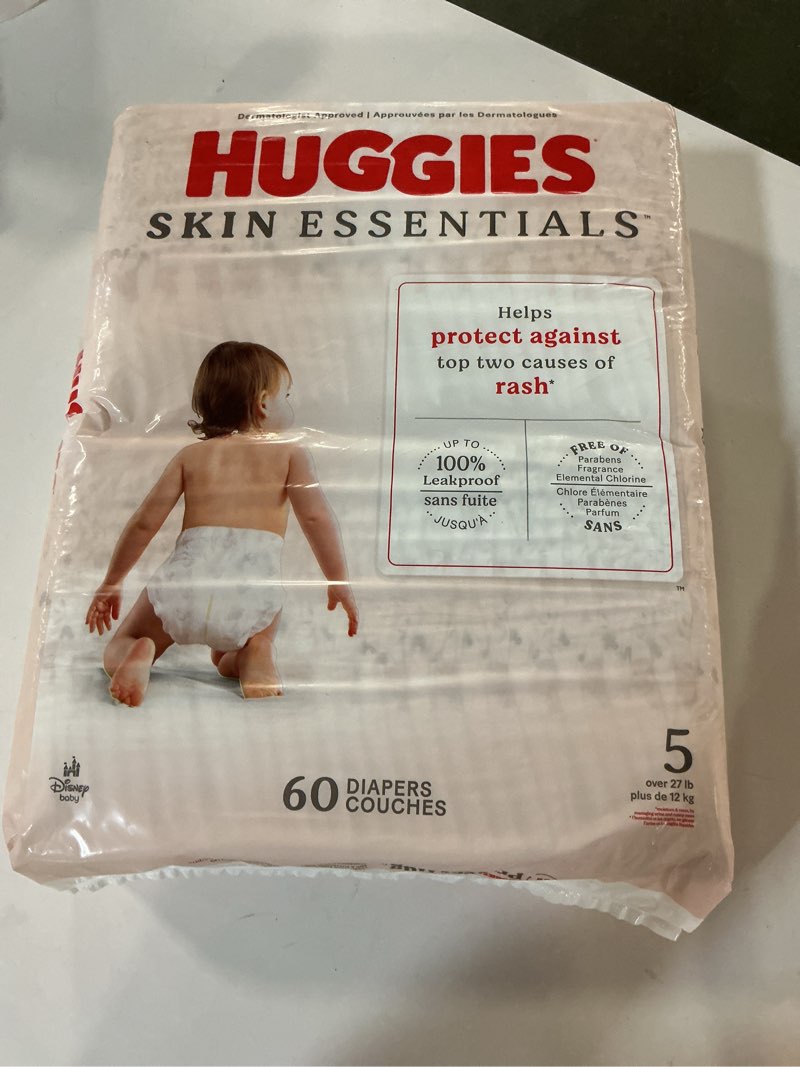 Dermatologist Approved | Approuvées par les Dermatologues
HUGGIES
SKIN ESSENTIALS™
Helps
protect against
top two causes of
rash*
UP TO
100%
Leakproof
sans fuite
JUSQU'À
FREE OF
Parabens
Fragrance
Elemental Chlorine
Chlore Élémentaire
Parabènes
Parfum
SANS
TM
Disney
baby
60 DIAPERS
COUCHES
5
over 27 lb
plus de 12 kg